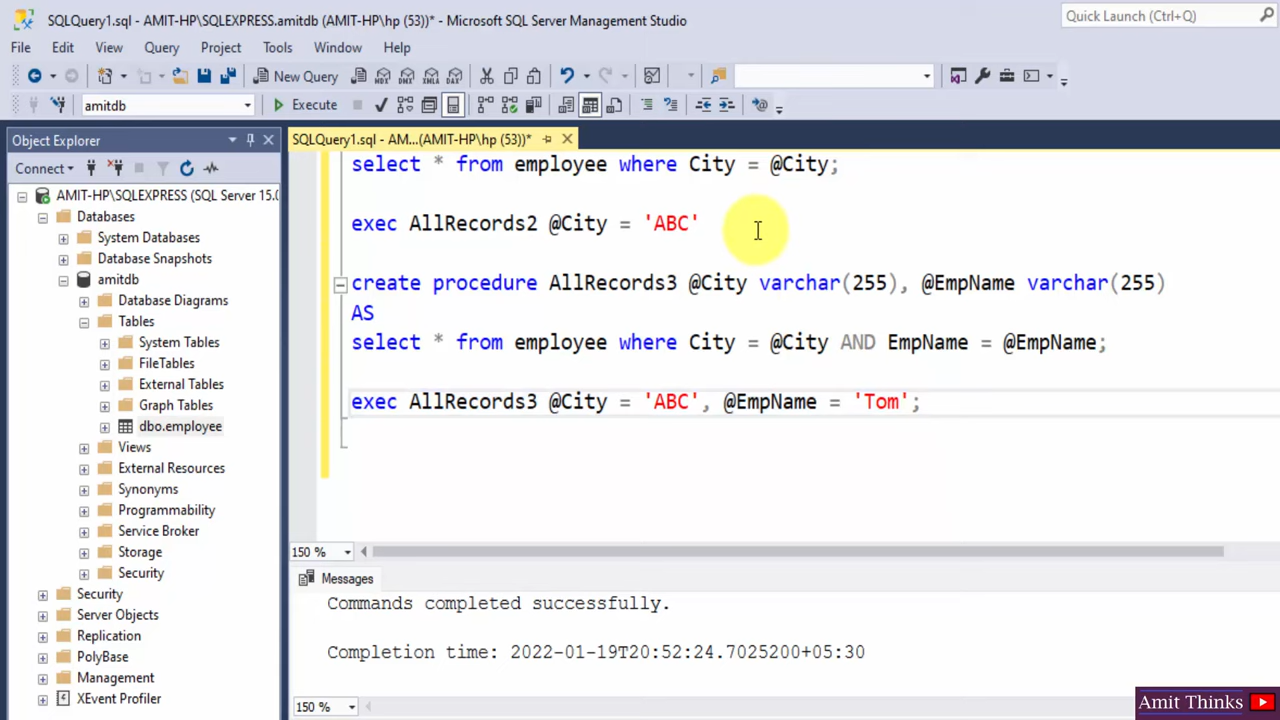 SQLQuery1.sql - AMIT-HP\SQLEXPRESS.amitdb (AMIT-HP\hp (53))* - Microsoft SQL Server Management Studio
Quick Launch (Ctrl+Q)
File Edit View Query Project Tools Window Help
New Query
MDX DMX XMLA DAX
amitdb
Execute
Object Explorer
SQLQuery1.sql - AM...(AMIT-HP\hp (53))*
Connect
AMIT-HP\SQLEXPRESS (SQL Server 15.0
Databases
System Databases
Database Snapshots
amitdb
Database Diagrams
Tables
System Tables
FileTables
External Tables
Graph Tables
dbo.employee
Views
External Resources
Synonyms
Programmability
Service Broker
Storage
Security
Security
Server Objects
Replication
PolyBase
Management
XEvent Profiler
select * from employee where City = @City;
exec AllRecords2 @City = 'ABC'
create procedure AllRecords3 @City varchar(255), @EmpName varchar(255)
AS
select * from employee where City = @City AND EmpName = @EmpName;
exec AllRecords3 @City = 'ABC', @EmpName = 'Tom';
150 %
Messages
Commands completed successfully.
Completion time: 2022-01-19T20:52:24.7025200+05:30
150 %
Amit Thinks